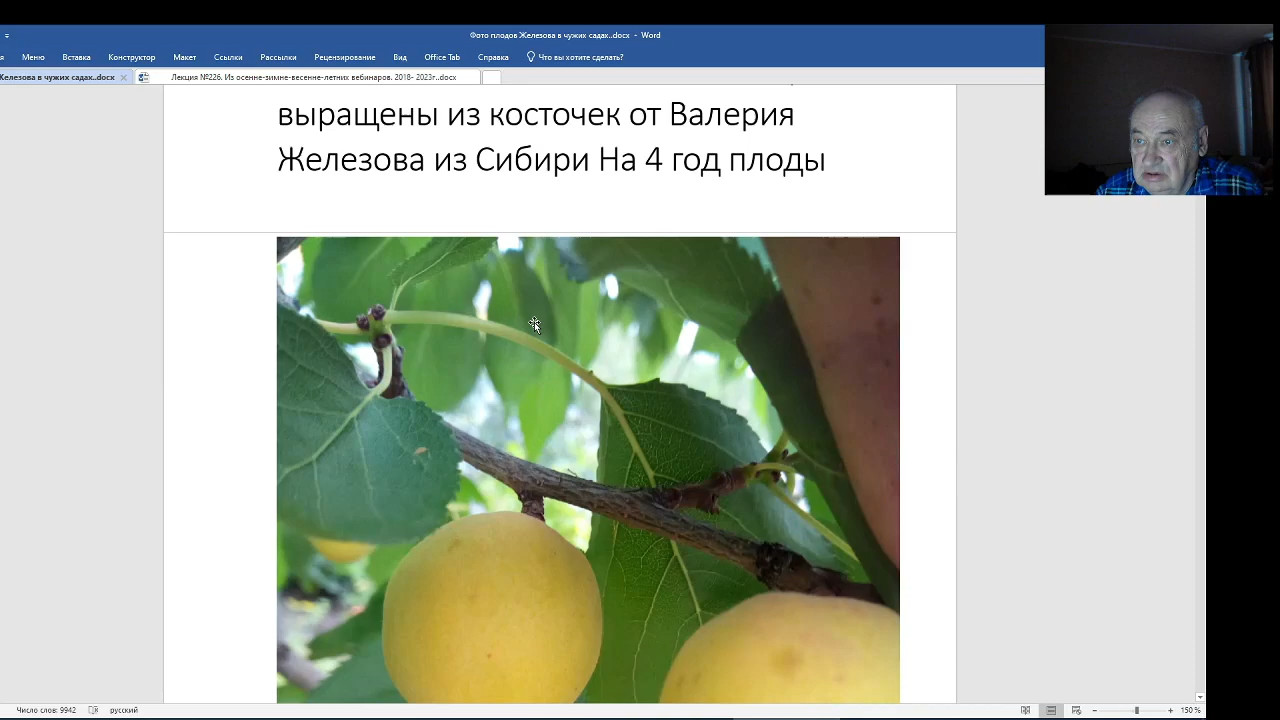 Фото плодов Железова в чужих садах..docx - Word
Меню Вставка Конструктор Макет Ссылки Рассылки Рецензирование Вид Office Tab Справка Что вы хотите сделать?
Железова в чужих садах..docx Лекция №226. Из осенне-зимне-весенне-летних вебинаров. 2018- 2023г..docx
выращены из косточек от Валерия
Железова из Сибири На 4 год плоды
Число слов: 9942 русский 150 %